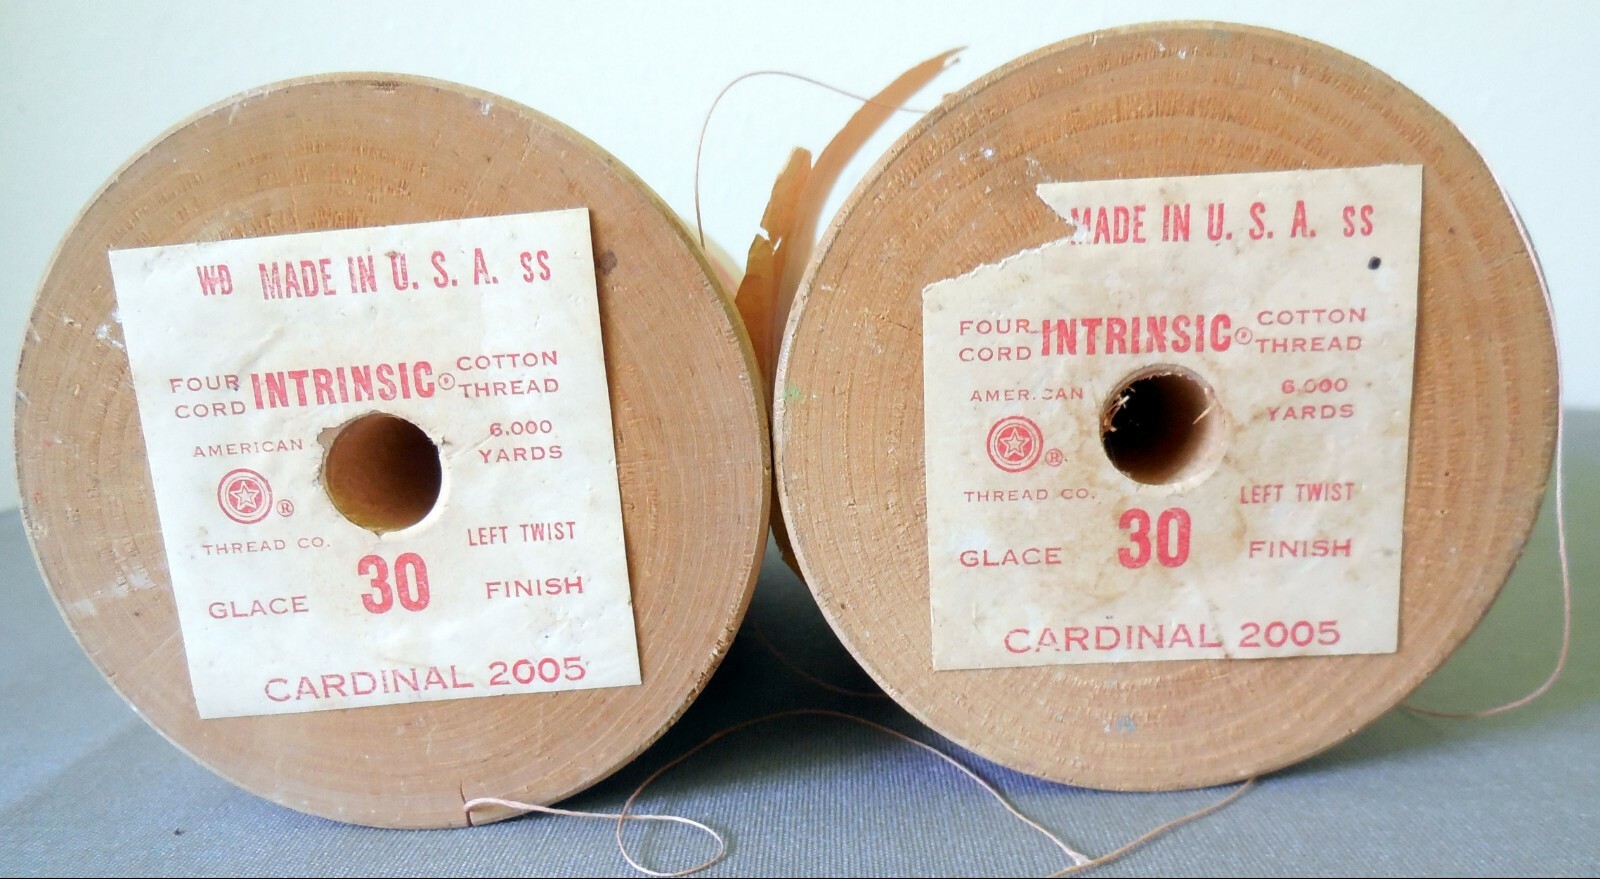 WD MADE IN U. S. A. SS
FOUR CORD INTRINSIC® COTTON THREAD
AMERICAN
6,000 YARDS
®
THREAD CO.
LEFT TWIST
GLACE 30 FINISH
CARDINAL 2005
MADE IN U. S. A. SS
FOUR CORD INTRINSIC® COTTON THREAD
AMERICAN
6,000 YARDS
®
THREAD CO.
LEFT TWIST
GLACE 30 FINISH
CARDINAL 2005